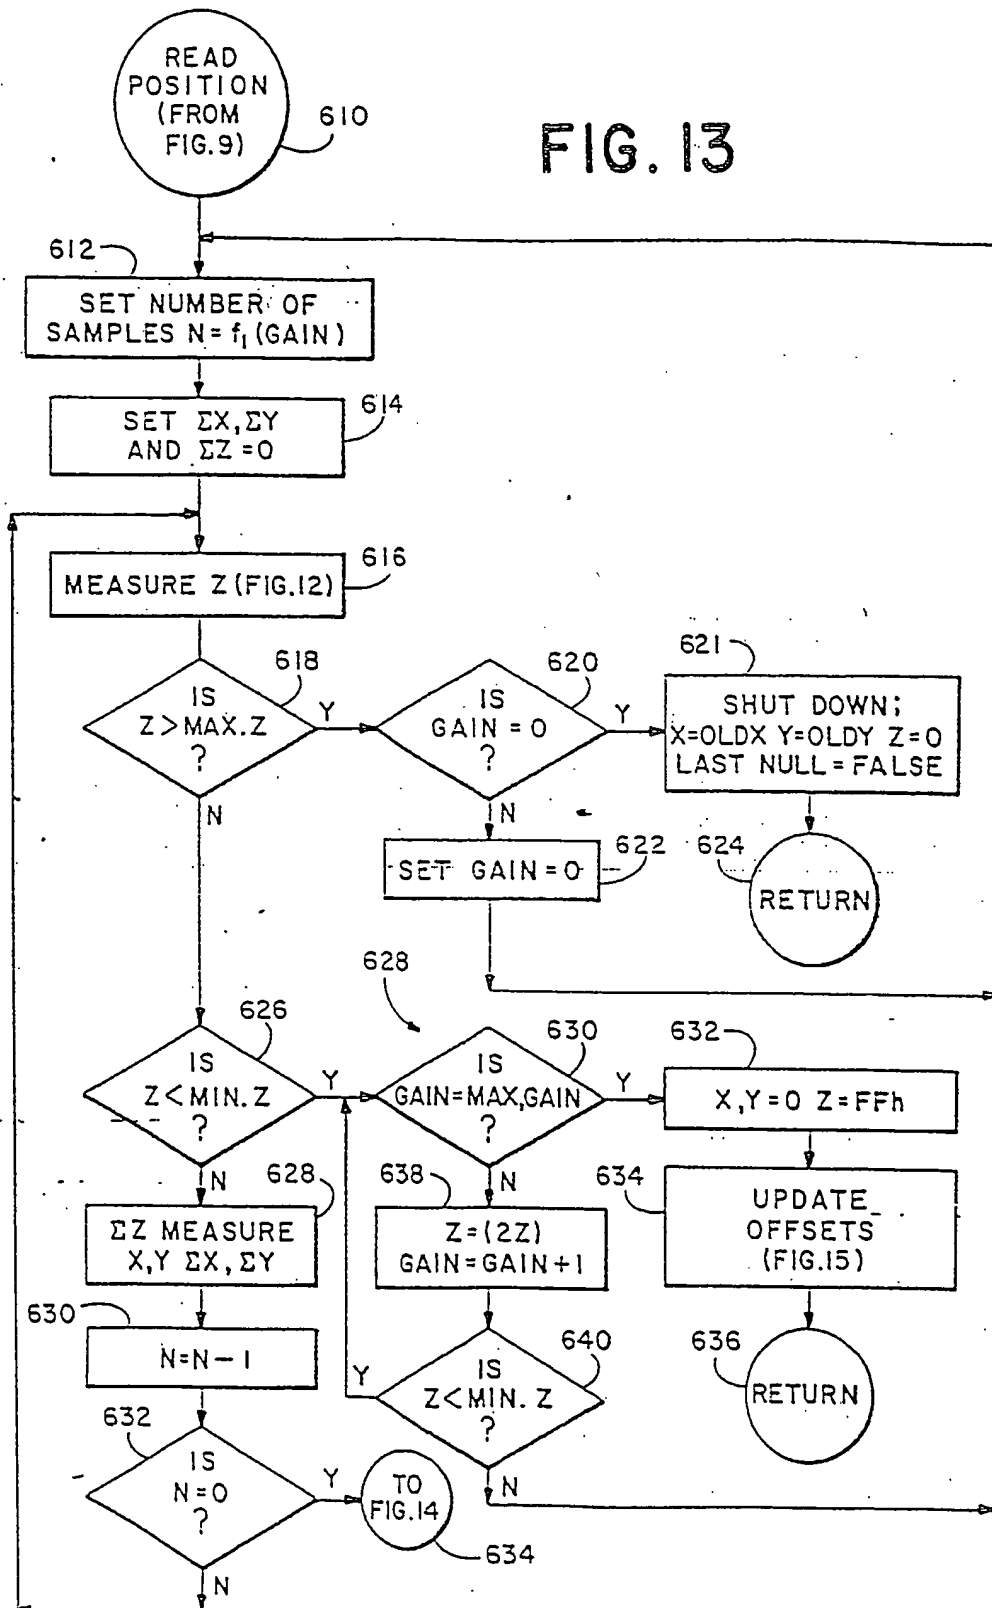 READ
POSITION
(FROM
FIG.9)
610
FIG. 13
612
SET NUMBER OF
SAMPLES N=f₁(GAIN)
614
SET ΣX,ΣY
AND ΣZ=0
616
MEASURE Z(FIG.12)
618
IS
Z>MAX.Z
?
Y
N
620
IS
GAIN=0
?
Y
N
621
SHUT DOWN;
X=OLDX Y=OLDY Z=0
LAST NULL=FALSE
622
SET GAIN=0
624
RETURN
626
IS
Z<MIN.Z
?
Y
N
628
630
IS
GAIN=MAX,GAIN
?
Y
N
632
X,Y=0 Z=FFh
628
ΣZ MEASURE
X,Y ΣX, ΣY
638
Z=(2Z)
GAIN=GAIN+1
634
UPDATE
OFFSETS
(FIG.15)
630
N=N-1
640
IS
Z<MIN. Z
?
Y
N
636
RETURN
632
IS
N=0
?
Y
N
TO
FIG.14
634